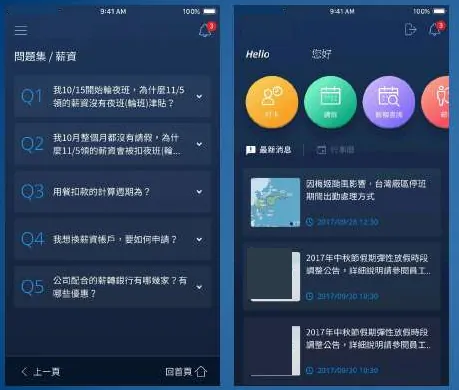 9:41 AM
100%
3
問題集 / 薪資
Q1
我10/15開始輪夜班，為什麼11/5
領的薪資沒有夜班(輪班)津貼？
Q2
我10月整個月都沒有請假，為什
麼11/5領的薪資會被扣夜班(輪...
Q3
用餐扣款的計算週期為？
Q4
我想換薪資帳戶，要如何申請？
Q5
公司配合的薪轉銀行有哪幾家？有
哪些優惠？
上一頁
回首頁
9:41 AM
100%
3
Hello
您好
打卡
請假
最新消息
行事曆
因梅姬颱風影響，台灣廠區停班
期間出勤處理方式
2017/09/28 12:30
2017年中秋節假期彈性放假時段
調整公告，詳細說明請參閱員工...
2017/09/30 10:30
2017年中秋節假期彈性放假時段
調整公告，詳細說明請參閱員工...
2017/09/30 10:30